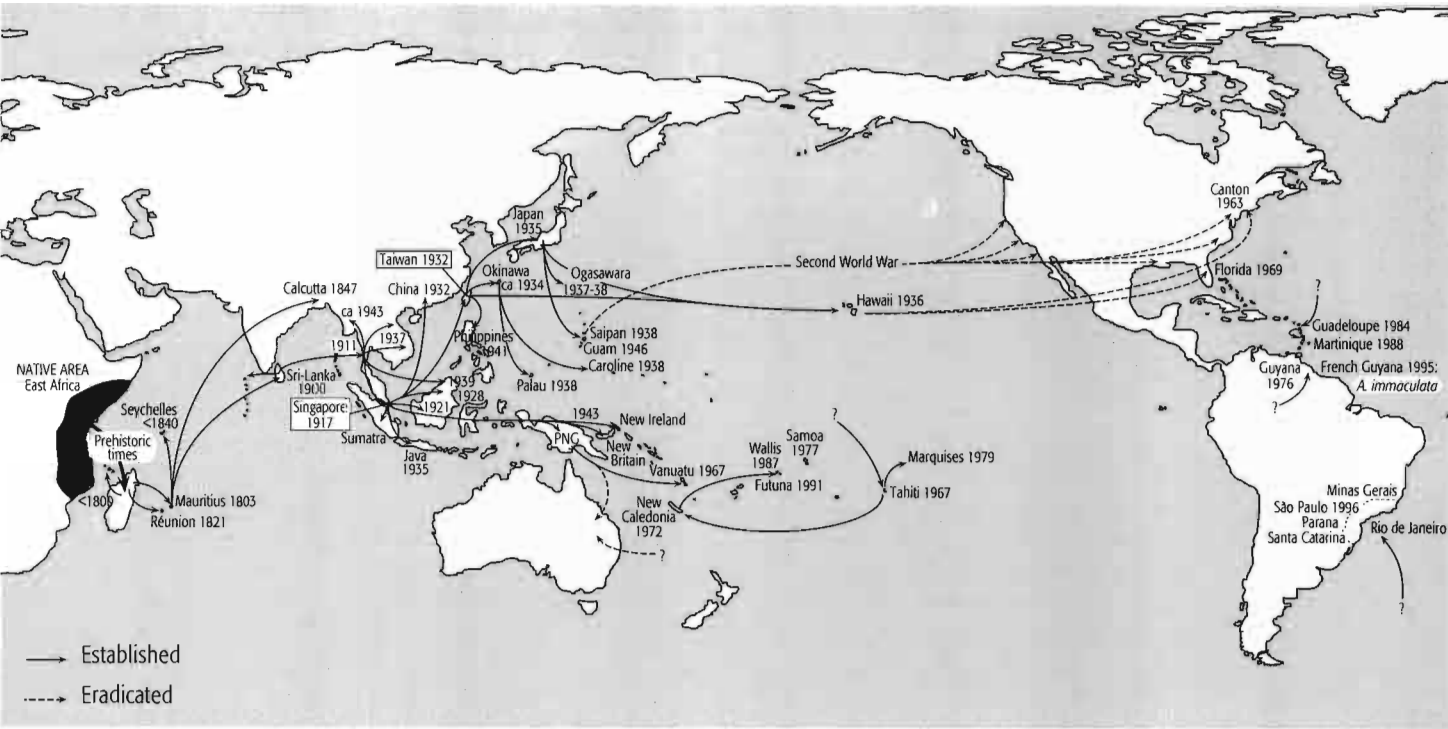 Canton
1963
Japan
1935
Taiwan 1932
Okinawa
ca 1934
Ogasawara
1937-38
Second World War
Florida 1969
Calcutta 1847
China 1932
Hawaii 1936
ca 1943
1937
Philippines
1941
Saipan 1938
Guam 1946
Caroline 1938
Palau 1938
Guadeloupe 1984
Martinique 1988
1911
NATIVE AREA
East Africa
Sri-Lanka
1900
Guyana
1976
French Guyana 1995:
A. immaculata
1939
1928
1921
Seychelles
<1840
Singapore
1917
Prehistoric
times
Sumatra
Java
1935
1943
New Ireland
PNG
New
Britain
?
?
?
Samoa
1977
Wallis
1987
Futuna 1991
Vanuatu 1967
Marquises 1979
Tahiti 1967
<1800
Mauritius 1803
Réunion 1821
New
Caledonia
1972
?
Minas Gerais
São Paulo 1996
Parana
Santa Catarina
Rio de Janeiro
?
Established
Eradicated